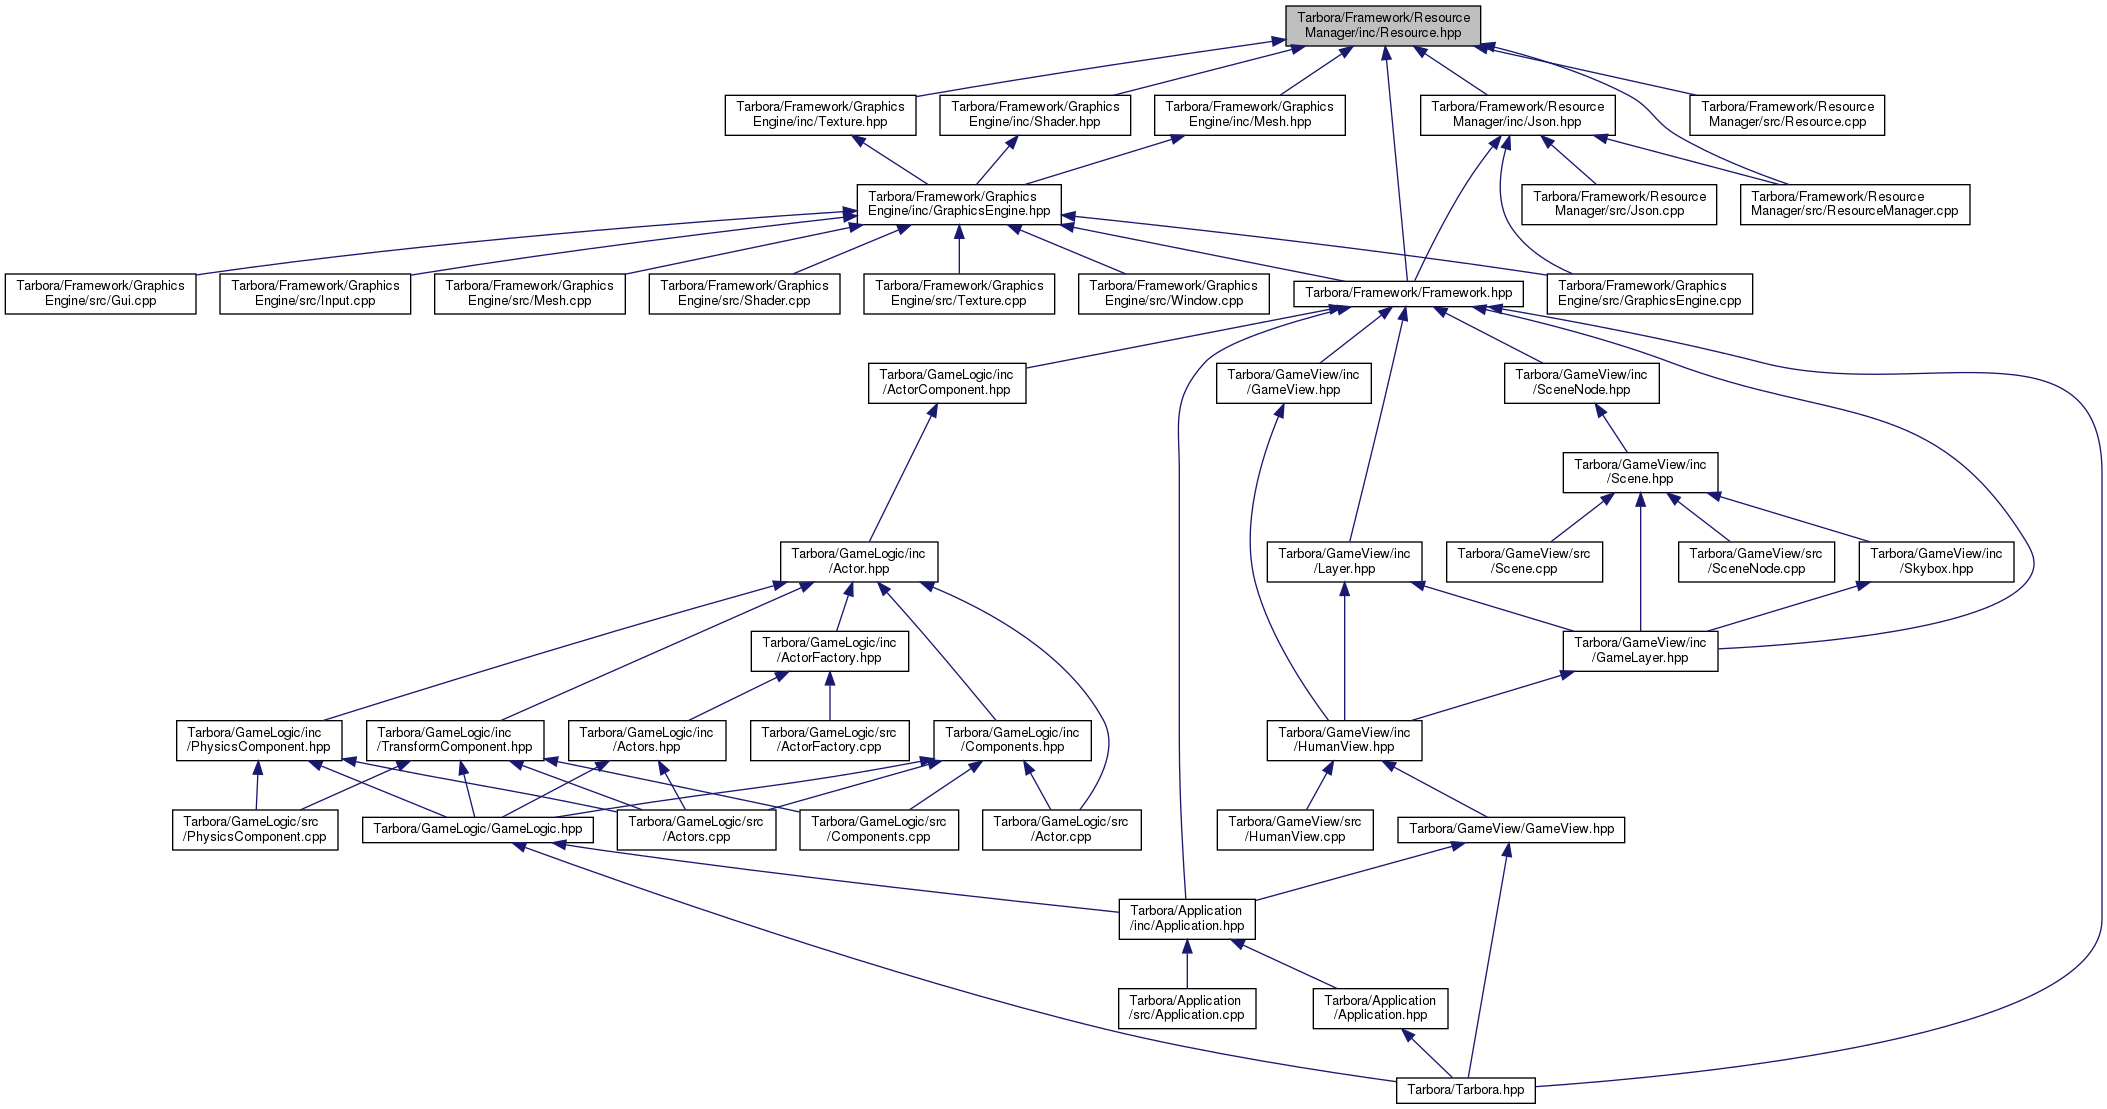 Tarbora/Framework/Resource
Manager/inc/Resource.hpp
Tarbora/Framework/Graphics
Engine/inc/Texture.hpp
Tarbora/Framework/Graphics
Engine/inc/Shader.hpp
Tarbora/Framework/Graphics
Engine/inc/Mesh.hpp
Tarbora/Framework/Resource
Manager/inc/Json.hpp
Tarbora/Framework/Resource
Manager/src/Resource.cpp
Tarbora/Framework/Graphics
Engine/inc/GraphicsEngine.hpp
Tarbora/Framework/Resource
Manager/src/Json.cpp
Tarbora/Framework/Resource
Manager/src/ResourceManager.cpp
Tarbora/Framework/Graphics
Engine/src/Gui.cpp
Tarbora/Framework/Graphics
Engine/src/Input.cpp
Tarbora/Framework/Graphics
Engine/src/Mesh.cpp
Tarbora/Framework/Graphics
Engine/src/Shader.cpp
Tarbora/Framework/Graphics
Engine/src/Texture.cpp
Tarbora/Framework/Graphics
Engine/src/Window.cpp
Tarbora/Framework/Framework.hpp
Tarbora/Framework/Graphics
Engine/src/GraphicsEngine.cpp
Tarbora/GameLogic/inc
/ActorComponent.hpp
Tarbora/GameView/inc
/GameView.hpp
Tarbora/GameView/inc
/SceneNode.hpp
Tarbora/GameView/inc
/Scene.hpp
Tarbora/GameLogic/inc
/Actor.hpp
Tarbora/GameView/inc
/Layer.hpp
Tarbora/GameView/src
/Scene.cpp
Tarbora/GameView/src
/SceneNode.cpp
Tarbora/GameView/inc
/Skybox.hpp
Tarbora/GameLogic/inc
/ActorFactory.hpp
Tarbora/GameView/inc
/GameLayer.hpp
Tarbora/GameLogic/inc
/PhysicsComponent.hpp
Tarbora/GameLogic/inc
/TransformComponent.hpp
Tarbora/GameLogic/inc
/Actors.hpp
Tarbora/GameLogic/src
/ActorFactory.cpp
Tarbora/GameLogic/inc
/Components.hpp
Tarbora/GameView/inc
/HumanView.hpp
Tarbora/GameLogic/src
/PhysicsComponent.cpp
Tarbora/GameLogic/GameLogic.hpp
Tarbora/GameLogic/src
/Actors.cpp
Tarbora/GameLogic/src
/Components.cpp
Tarbora/GameLogic/src
/Actor.cpp
Tarbora/GameView/src
/HumanView.cpp
Tarbora/GameView/GameView.hpp
Tarbora/Application
/inc/Application.hpp
Tarbora/Application
/src/Application.cpp
Tarbora/Application
/Application.hpp
Tarbora/Tarbora.hpp